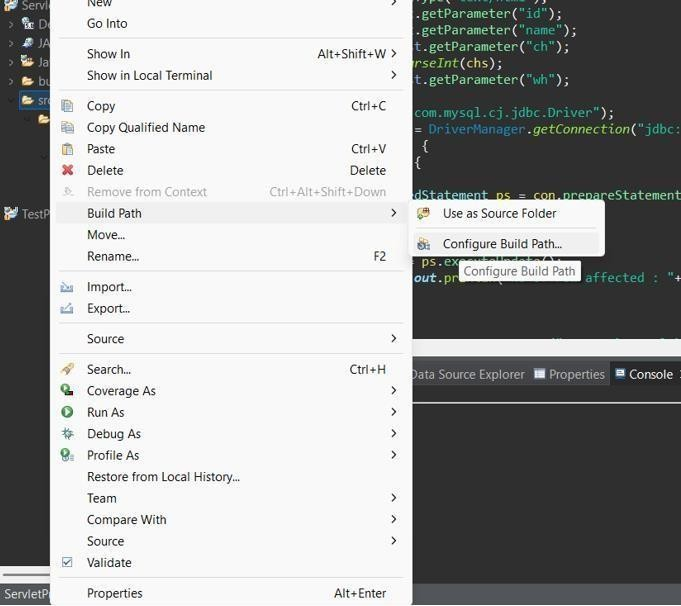 New
Go Into
Show In Alt+Shift+W
Show in Local Terminal
Copy Ctrl+C
Copy Qualified Name
Paste Ctrl+V
Delete Delete
Remove from Context Ctrl+Alt+Shift+Down
Build Path
Move...
Rename... F2
Import...
Export...
Source
Search... Ctrl+H
Coverage As
Run As
Debug As
Profile As
Restore from Local History...
Team
Compare With
Source
Validate
Properties Alt+Enter
Use as Source Folder
Configure Build Path...
Configure Build Path
Servle
De
JA
Ja
bu
src
TestP
ServletPr
.getParameter("id");
t.getParameter("name");
t.getParameter("ch");
rseInt(chs);
t.getParameter("wh");
com.mysql.cj.jdbc.Driver");
= DriverManager.getConnection("jdbc:
{
{
dStatement ps = con.prepareStatement
= ps.executeUpdate();
out.pr
affected : "+
Data Source Explorer Properties Console